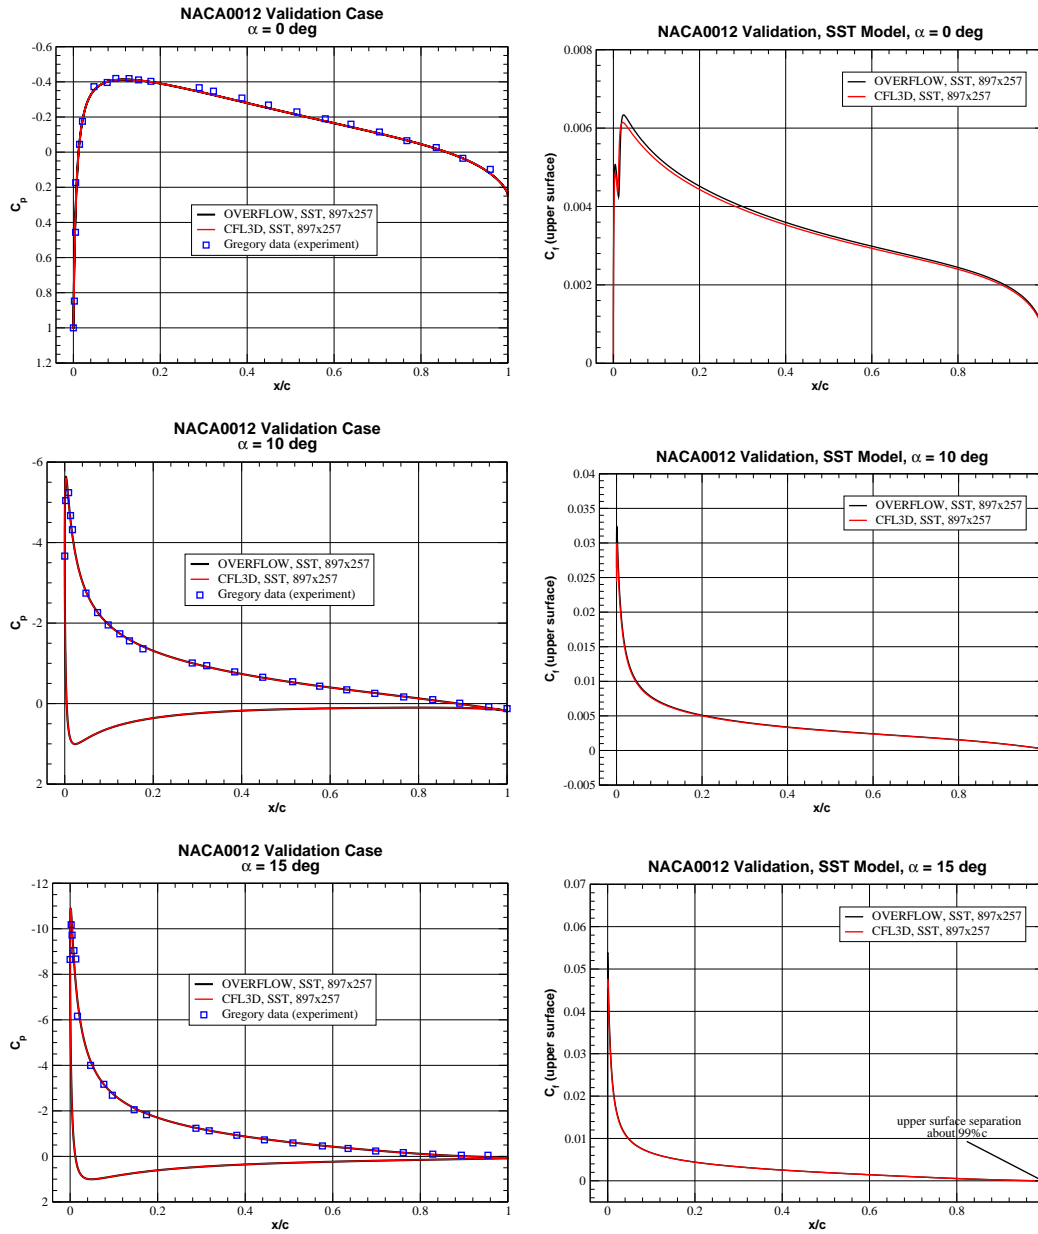 NACA0012 Validation Case
α = 0 deg
-0.6
-0.4
-0.2
0
0.2
0.4
0.6
0.8
1
1.2
Cp
OVERFLOW, SST, 897x257
CFL3D, SST, 897x257
Gregory data (experiment)
0 0.2 0.4 0.6 0.8 1
x/c
NACA0012 Validation, SST Model, α = 0 deg
0.008
0.006
0.004
0.002
0
Cf (upper surface)
OVERFLOW, SST, 897x257
CFL3D, SST, 897x257
0 0.2 0.4 0.6 0.8
x/c
NACA0012 Validation Case
α = 10 deg
-6
-4
-2
0
2
Cp
OVERFLOW, SST, 897x257
CFL3D, SST, 897x257
Gregory data (experiment)
0 0.2 0.4 0.6 0.8 1
x/c
NACA0012 Validation, SST Model, α = 10 deg
0.04
0.035
0.03
0.025
0.02
0.015
0.01
0.005
0
-0.005
Cf (upper surface)
OVERFLOW, SST, 897x257
CFL3D, SST, 897x257
0 0.2 0.4 0.6 0.8
x/c
NACA0012 Validation Case
α = 15 deg
-12
-10
-8
-6
-4
-2
0
2
Cp
OVERFLOW, SST, 897x257
CFL3D, SST, 897x257
Gregory data (experiment)
0 0.2 0.4 0.6 0.8 1
x/c
NACA0012 Validation, SST Model, α = 15 deg
0.07
0.06
0.05
0.04
0.03
0.02
0.01
0
Cf (upper surface)
OVERFLOW, SST, 897x257
CFL3D, SST, 897x257
upper surface separation
about 99%c
0 0.2 0.4 0.6 0.8
x/c